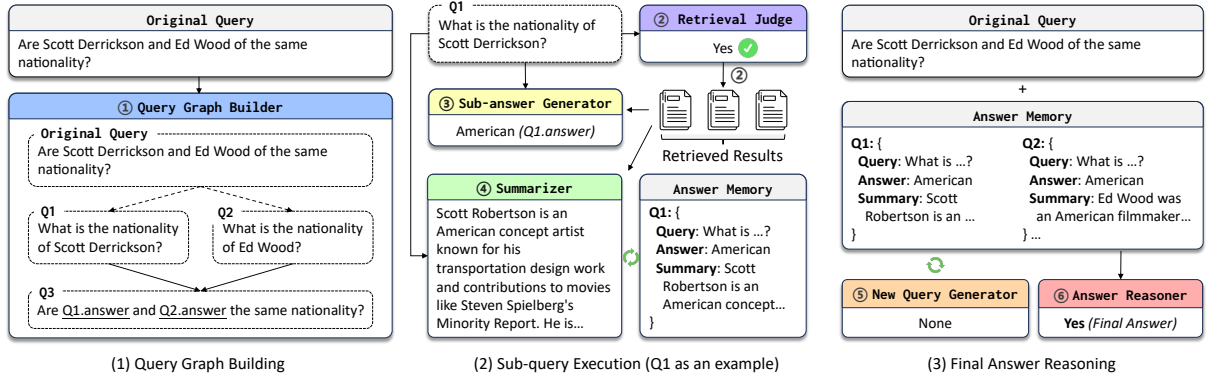 Original Query
Are Scott Derrickson and Ed Wood of the same
nationality?
① Query Graph Builder
Original Query
Are Scott Derrickson and Ed Wood of the same
nationality?
Q1
What is the nationality
of Scott Derrickson?
Q2
What is the nationality
of Ed Wood?
Q3
Are Q1.answer and Q2.answer the same nationality?
(1) Query Graph Building
Q1
What is the nationality of
Scott Derrickson?
② Retrieval Judge
Yes
②
③ Sub-answer Generator
American (Q1.answer)
Retrieved Results
④ Summarizer
Scott Robertson is an
American concept artist
known for his
transportation design work
and contributions to movies
like Steven Spielberg's
Minority Report. He is…
Answer Memory
Q1: {
Query: What is …?
Answer: American
Summary: Scott
Robertson is an
American concept…
}
(2) Sub-query Execution (Q1 as an example)
Original Query
Are Scott Derrickson and Ed Wood of the same
nationality?
+
Answer Memory
Q1: {
Query: What is …?
Answer: American
Summary: Scott
Robertson is an …
}
Q2: {
Query: What is …?
Answer: American
Summary: Ed Wood was
an American filmmaker…
} …
⑤ New Query Generator
None
⑥ Answer Reasoner
Yes (Final Answer)
(3) Final Answer Reasoning